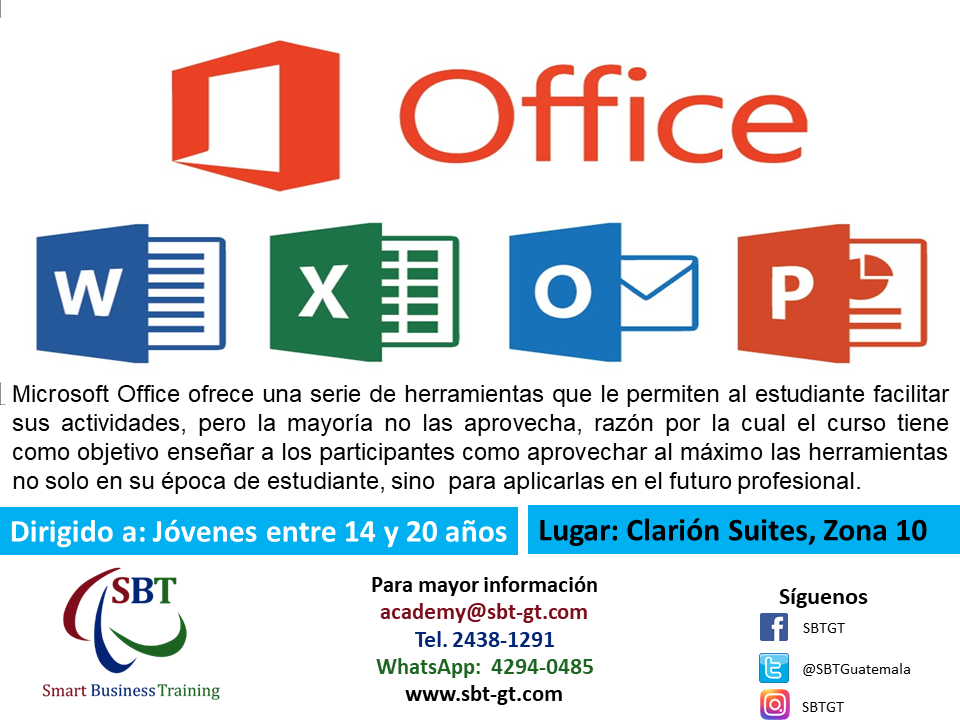 Office
W
X
O
P
Microsoft Office ofrece una serie de herramientas que le permiten al estudiante facilitar
sus actividades, pero la mayoría no las aprovecha, razón por la cual el curso tiene
como objetivo enseñar a los participantes como aprovechar al máximo las herramientas
no solo en su época de estudiante, sino para aplicarlas en el futuro profesional.
Dirigido a: Jóvenes entre 14 y 20 años
Lugar: Clarión Suites, Zona 10
SBT
Smart Business Training
Para mayor información
academy@sbt-gt.com
Tel. 2438-1291
WhatsApp: 4294-0485
www.sbt-gt.com
Síguenos
f SBTGT
t @SBTGuatemala
SBTGT